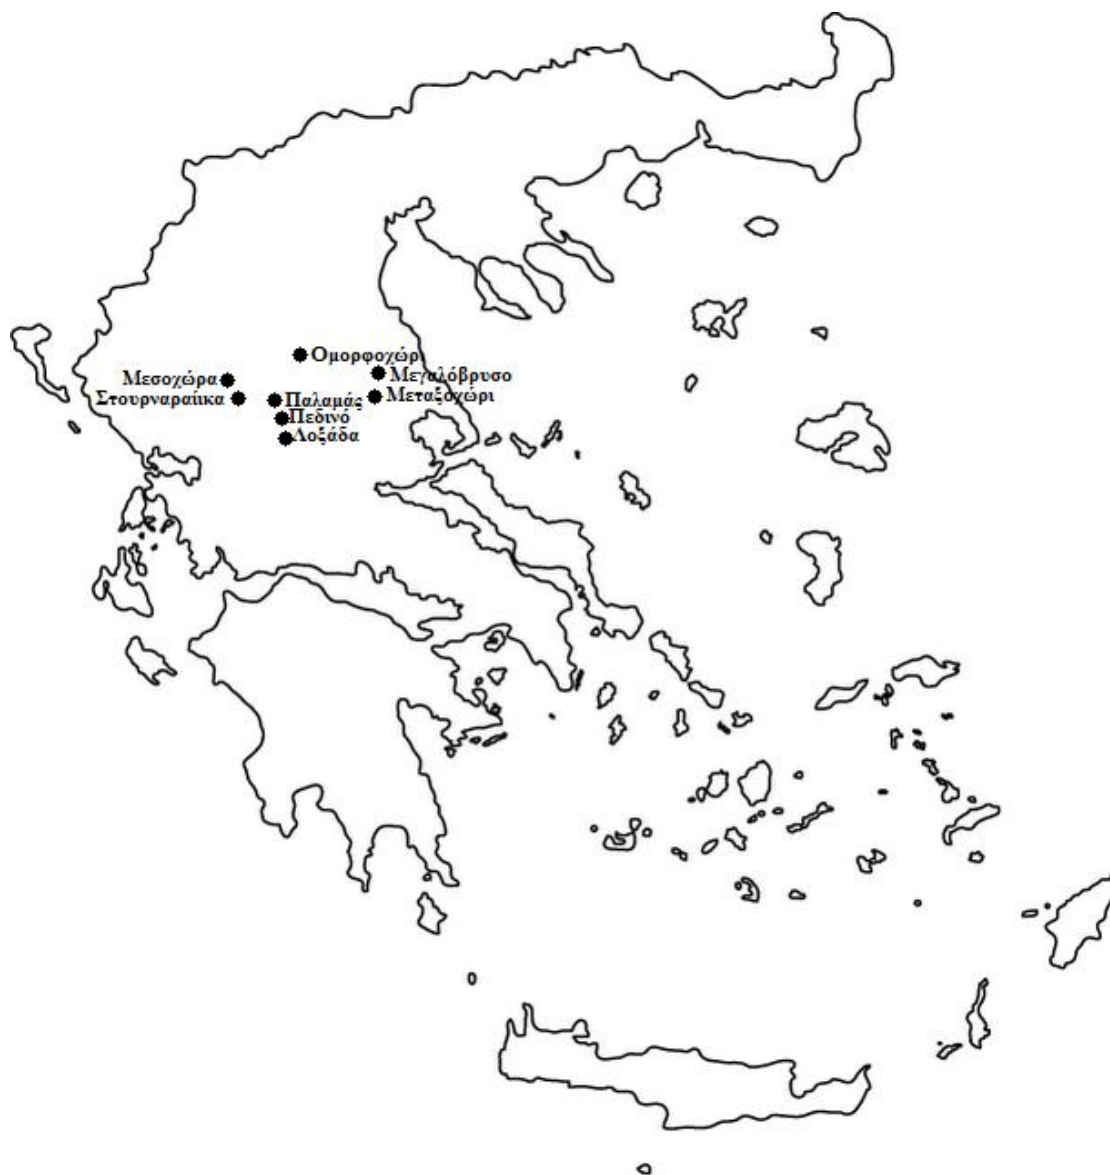 Ομορφοχώρι
Μεσοχώρα
Μεγαλόβρυσο
Στουρναραίικα
Παλαμάς
Μεταξοχώρι
Πεδινό
Λοξάδα